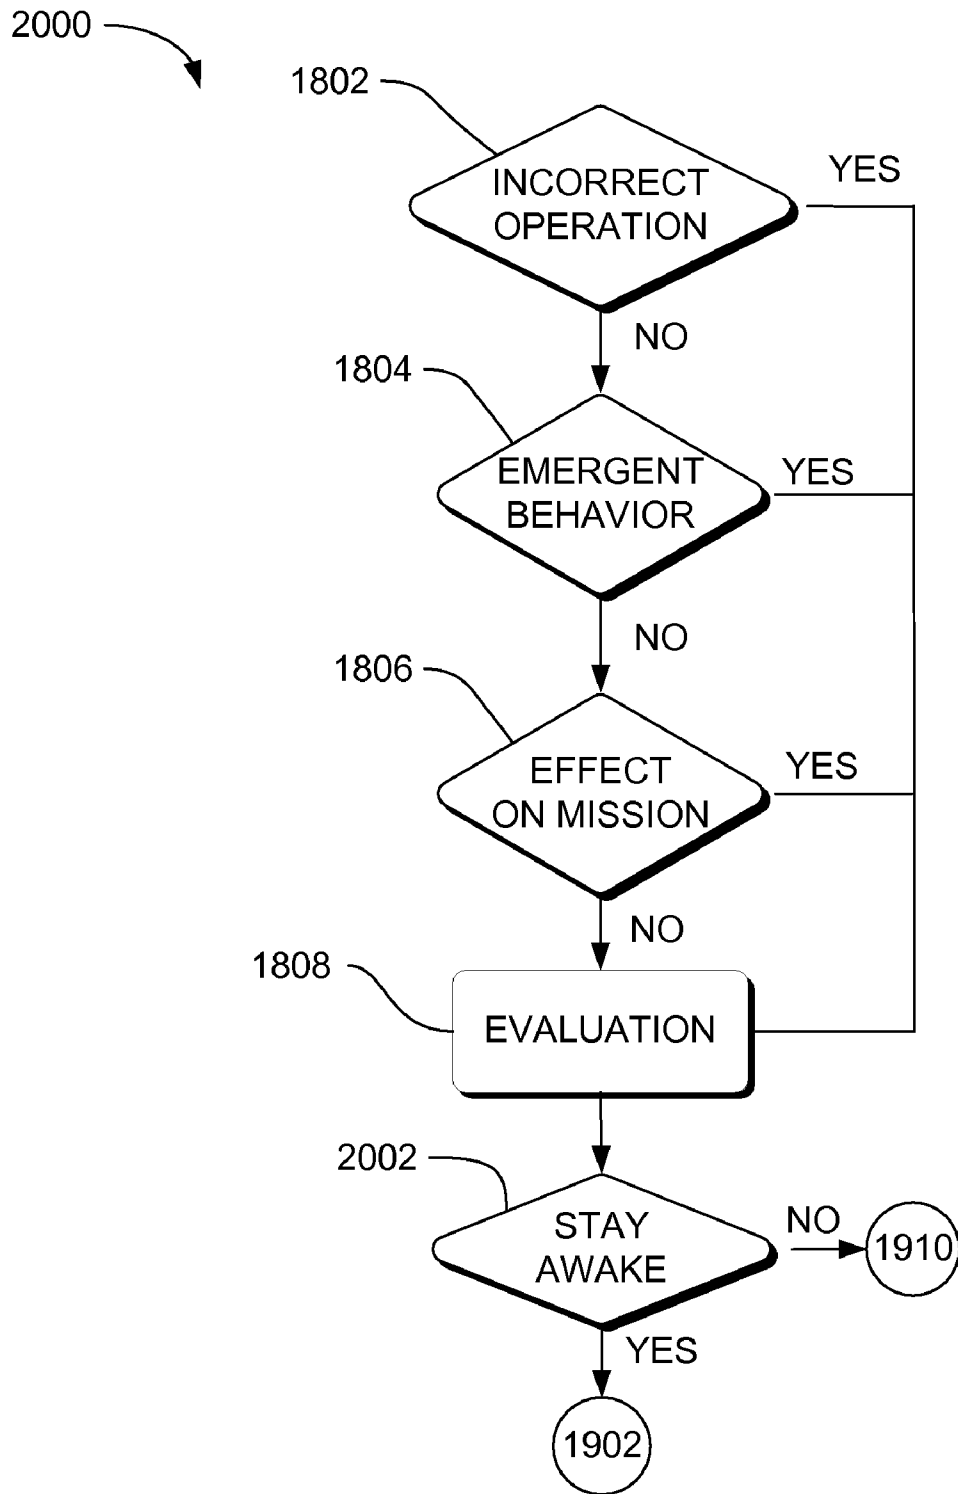 2000
1802
INCORRECT
OPERATION
YES
NO
1804
EMERGENT
BEHAVIOR
YES
NO
1806
EFFECT
ON MISSION
YES
NO
1808
EVALUATION
2002
STAY
AWAKE
NO
1910
YES
1902